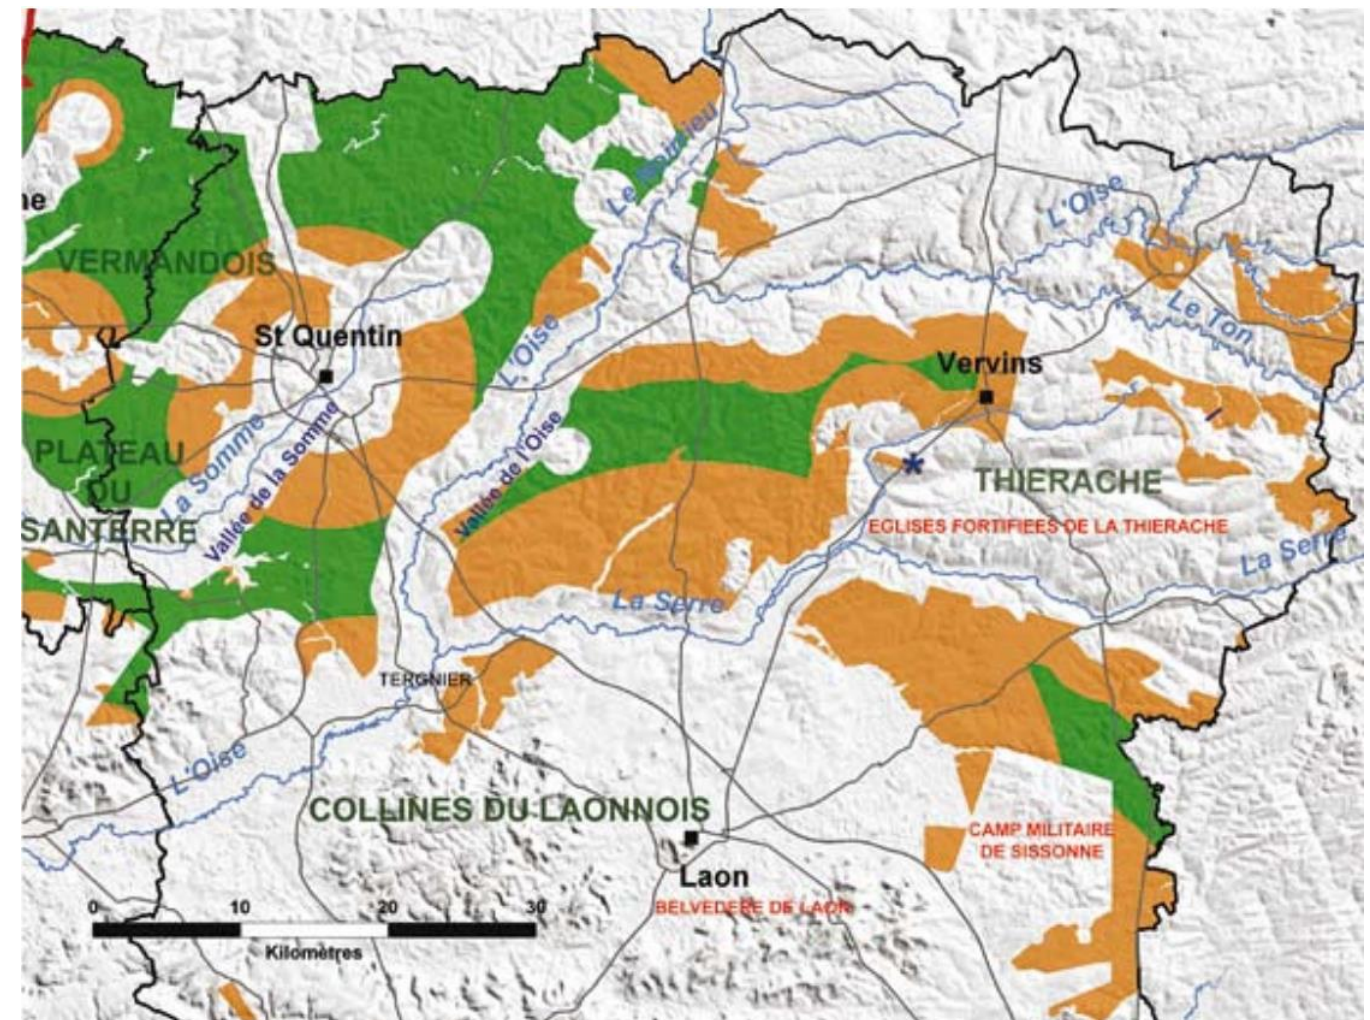 Le Noirrieu
L'Oise
ne
VERMANDOIS
Le Ton
St Quentin
L'Oise
Vervins
La Somme
Vallée de la Somme
Vallée de l'Oise
PLATEAU
DU
SANTERRE
THIERACHE
EGLISES FORTIFIEES DE LA THIERACHE
La Serre
La Serre
TERGNIER
L'Oise
COLLINES DU LAONNOIS
CAMP MILITAIRE
DE SISSONNE
Laon
BELVEDERE DE LAON
0 10 20 30
Kilomètres